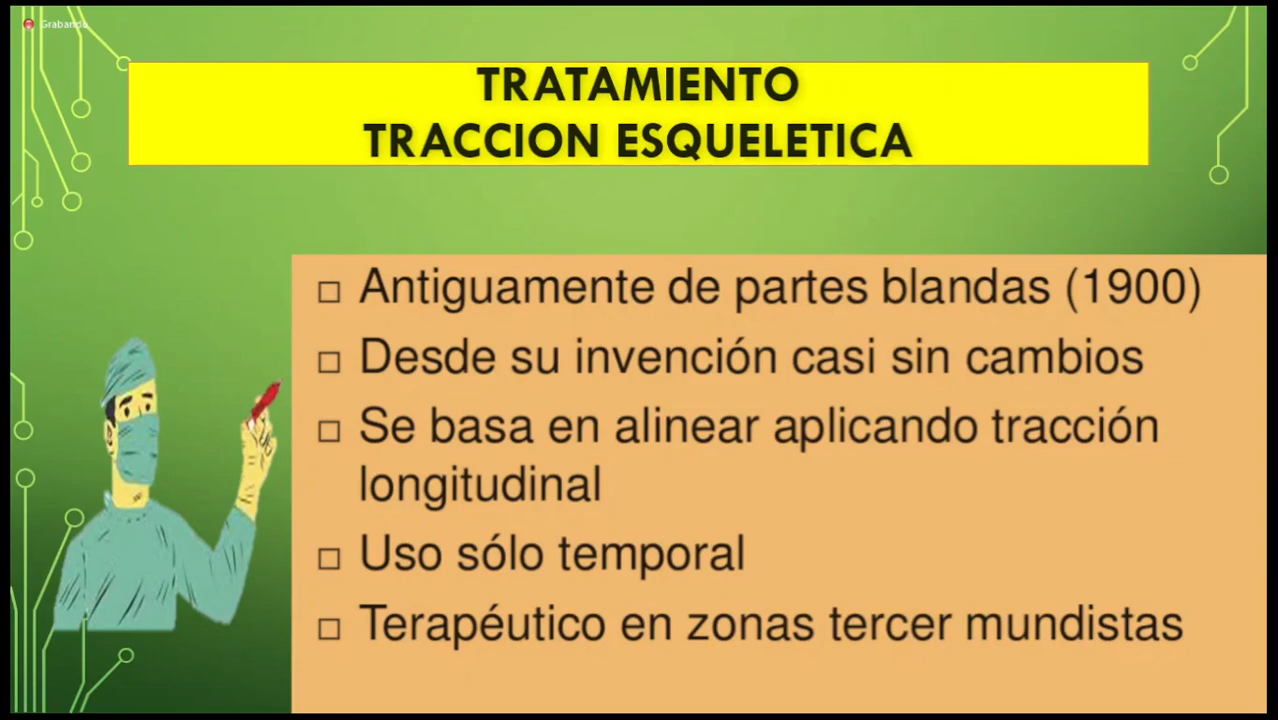 Grabando
TRATAMIENTO
TRACCION ESQUELETICA
□ Antiguamente de partes blandas (1900)
□ Desde su invención casi sin cambios
□ Se basa en alinear aplicando tracción
longitudinal
□ Uso sólo temporal
□ Terapéutico en zonas tercer mundistas